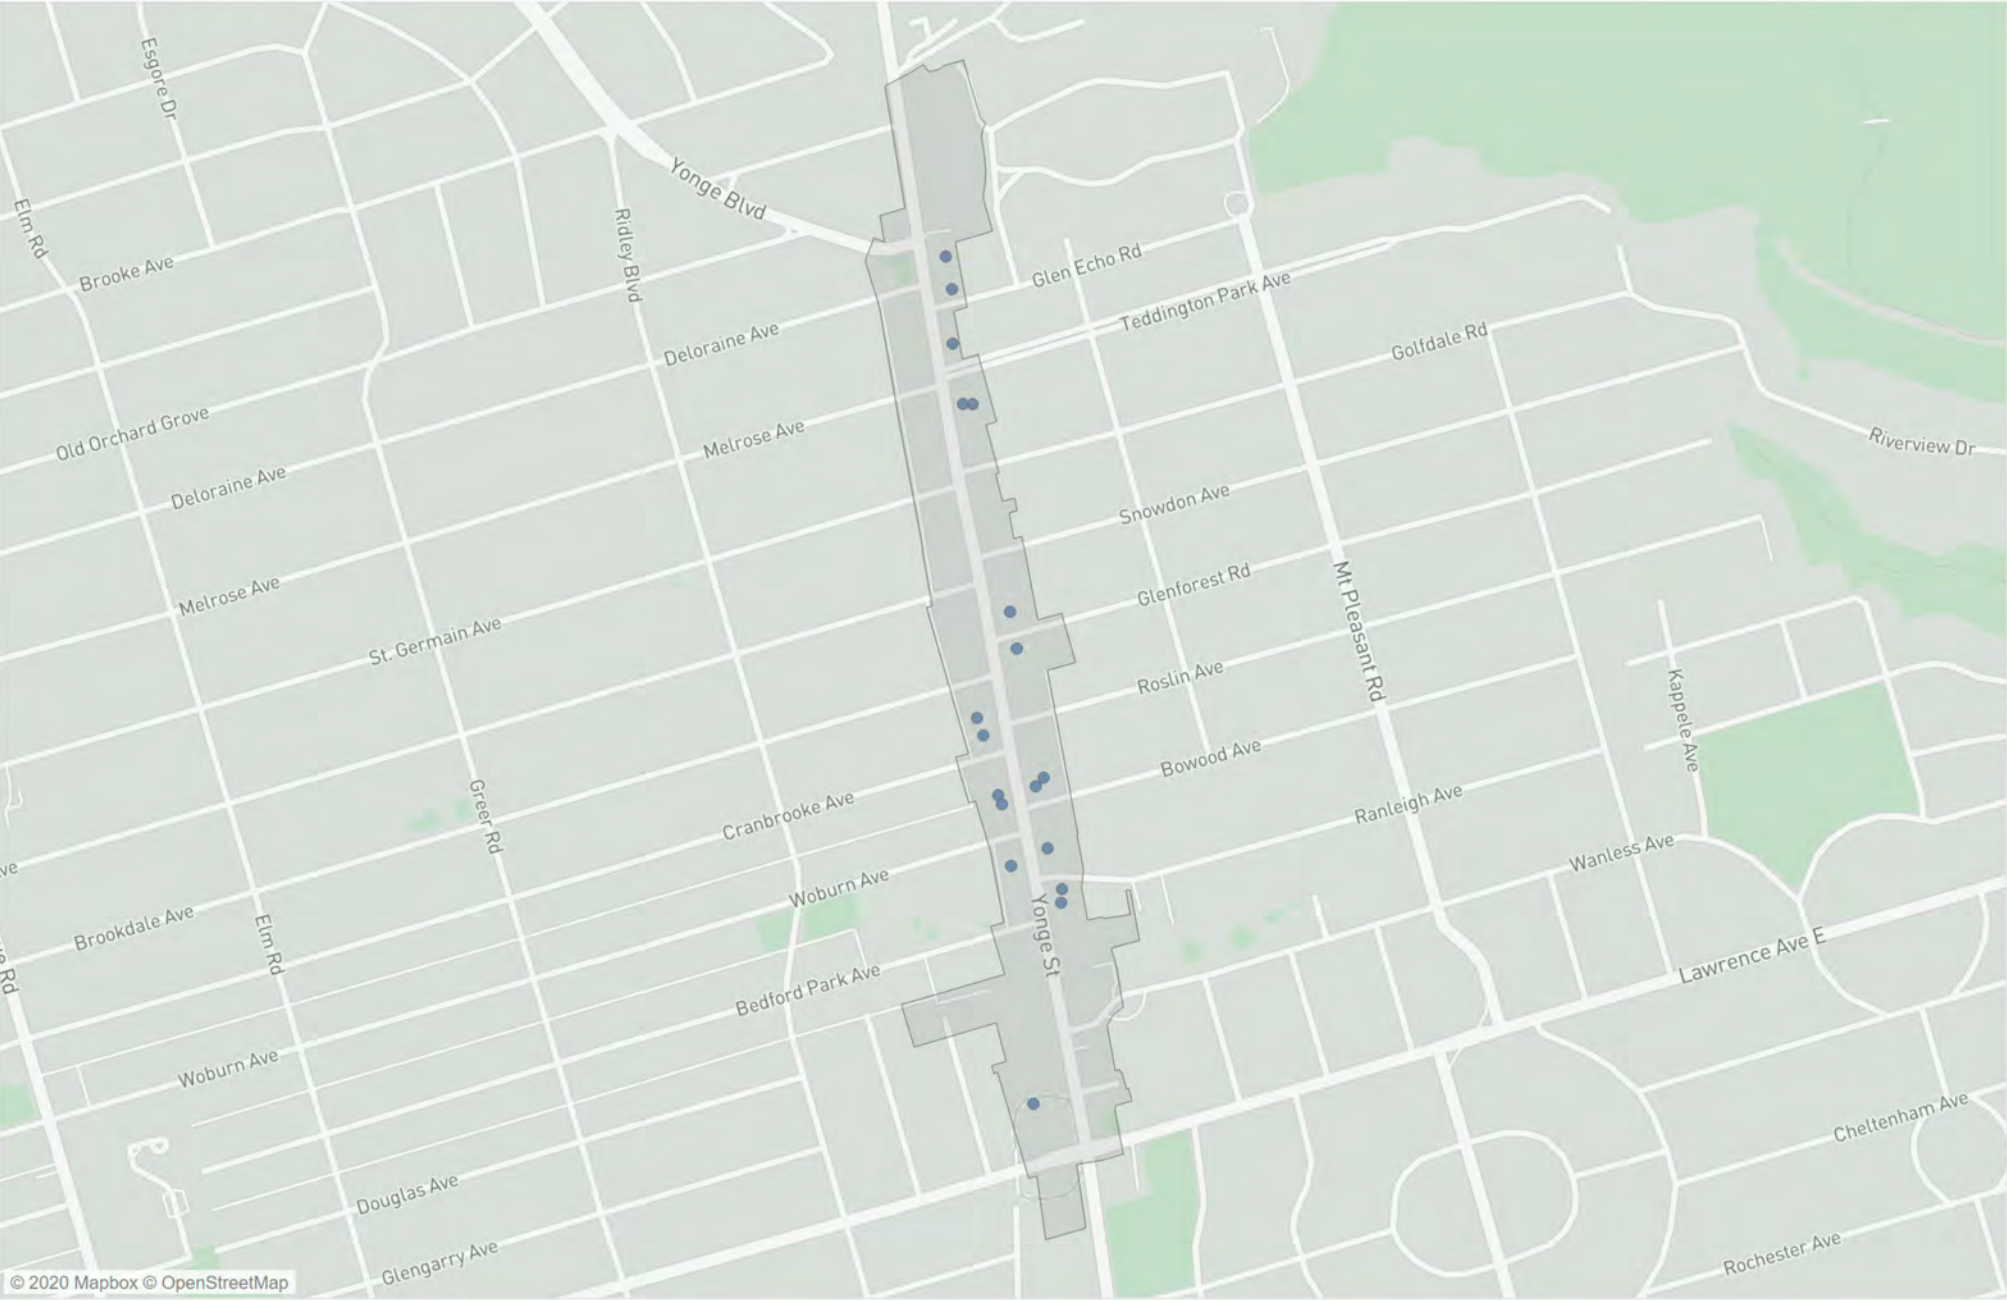 Esgore Dr
Yonge Blvd
Elm Rd
Ridley Blvd
Brooke Ave
Glen Echo Rd
Teddington Park Ave
Deloraine Ave
Golfdale Rd
Old Orchard Grove
Melrose Ave
Riverview Dr
Deloraine Ave
Snowdon Ave
Melrose Ave
Glenforest Rd
Mt Pleasant Rd
St. Germain Ave
Roslin Ave
Kappele Ave
Bowood Ave
Greer Rd
Cranbrooke Ave
Ranleigh Ave
Wanless Ave
Woburn Ave
Brookdale Ave
Elm Rd
Yonge St
Lawrence Ave E
Bedford Park Ave
Woburn Ave
Cheltenham Ave
Douglas Ave
Glengarry Ave
Rochester Ave
© 2020 Mapbox © OpenStreetMap